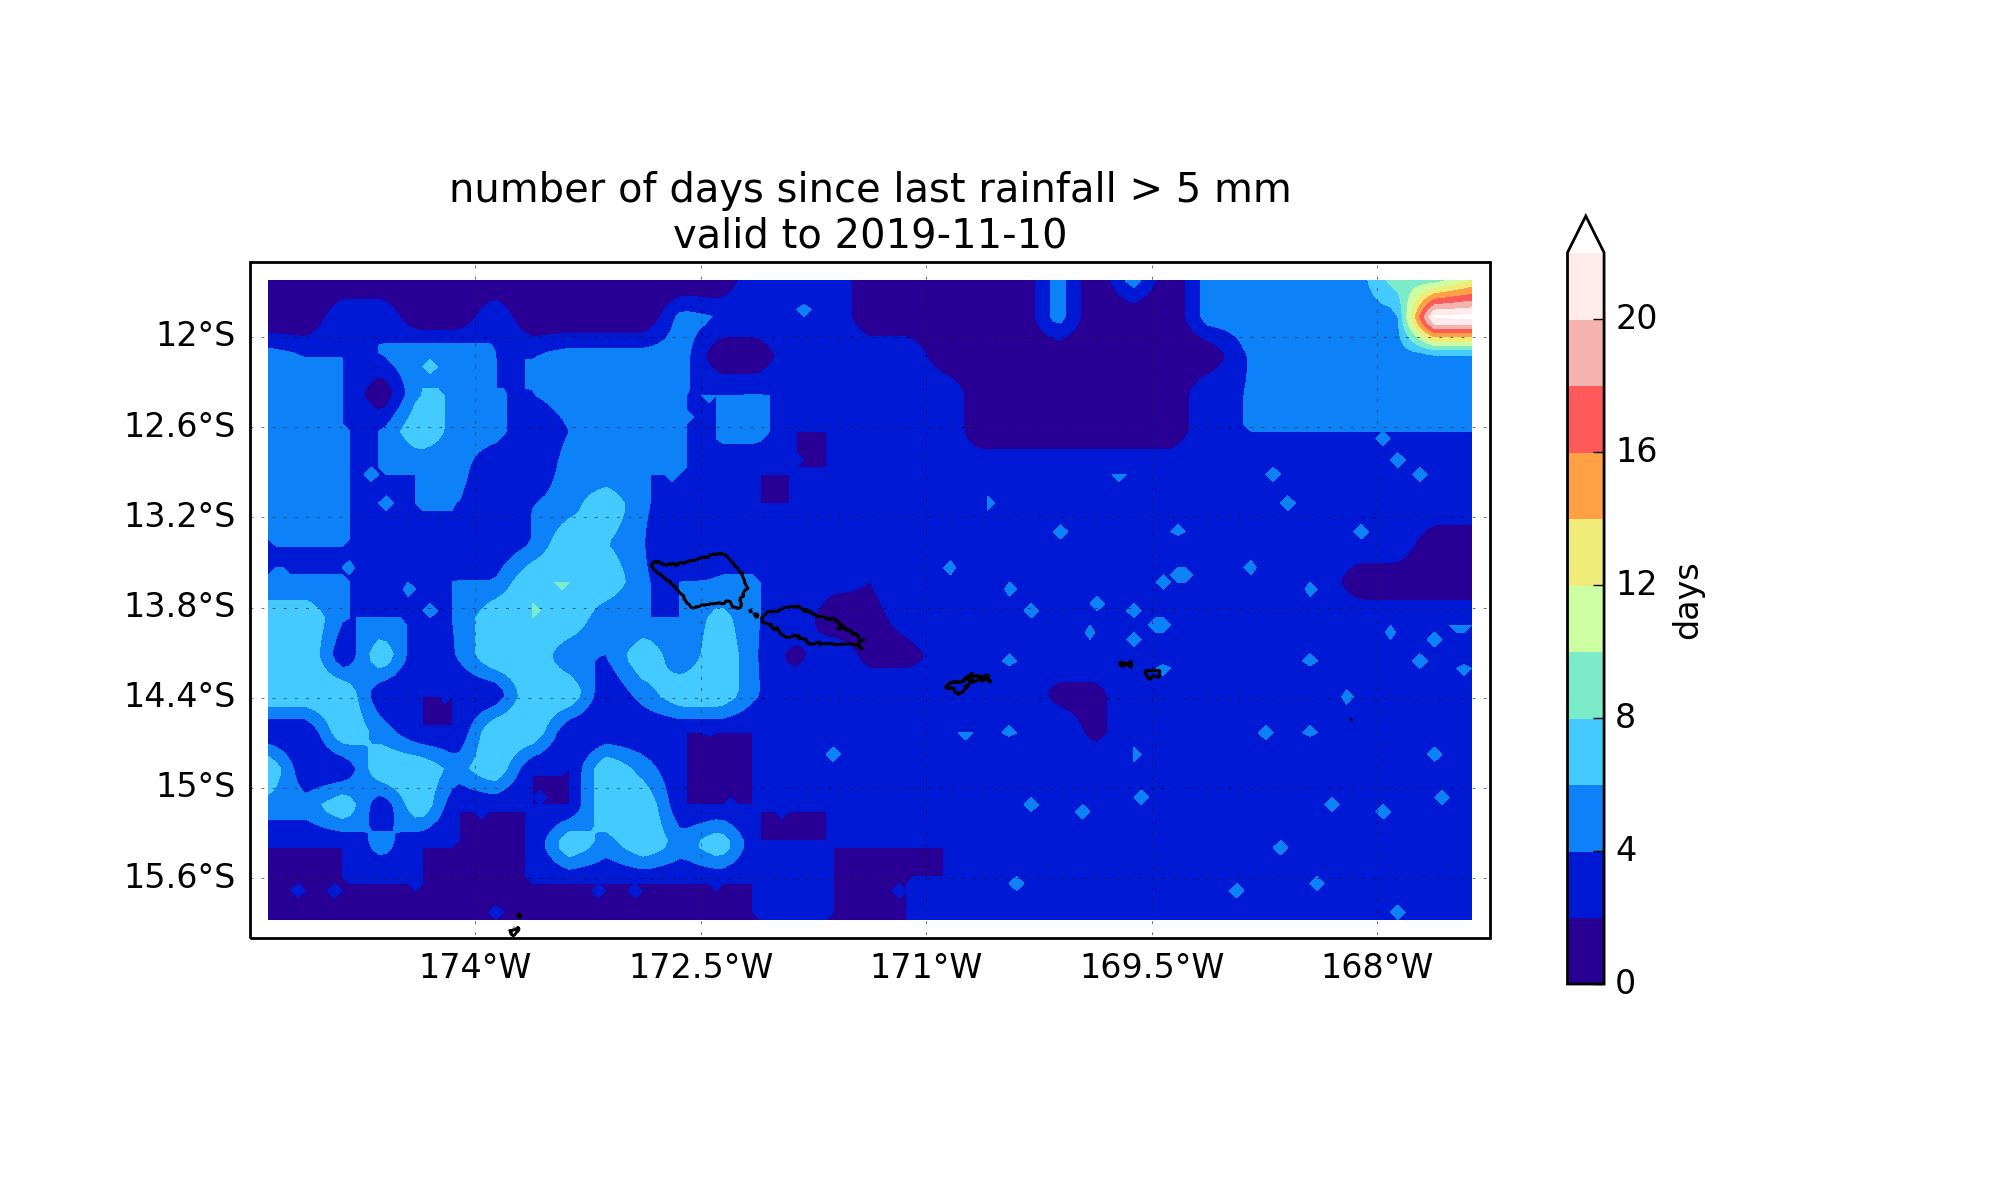 number of days since last rainfall > 5 mm
valid to 2019-11-10
12°S
12.6°S
13.2°S
13.8°S
14.4°S
15°S
15.6°S
174°W
172.5°W
171°W
169.5°W
168°W
20
16
12
8
4
0
days